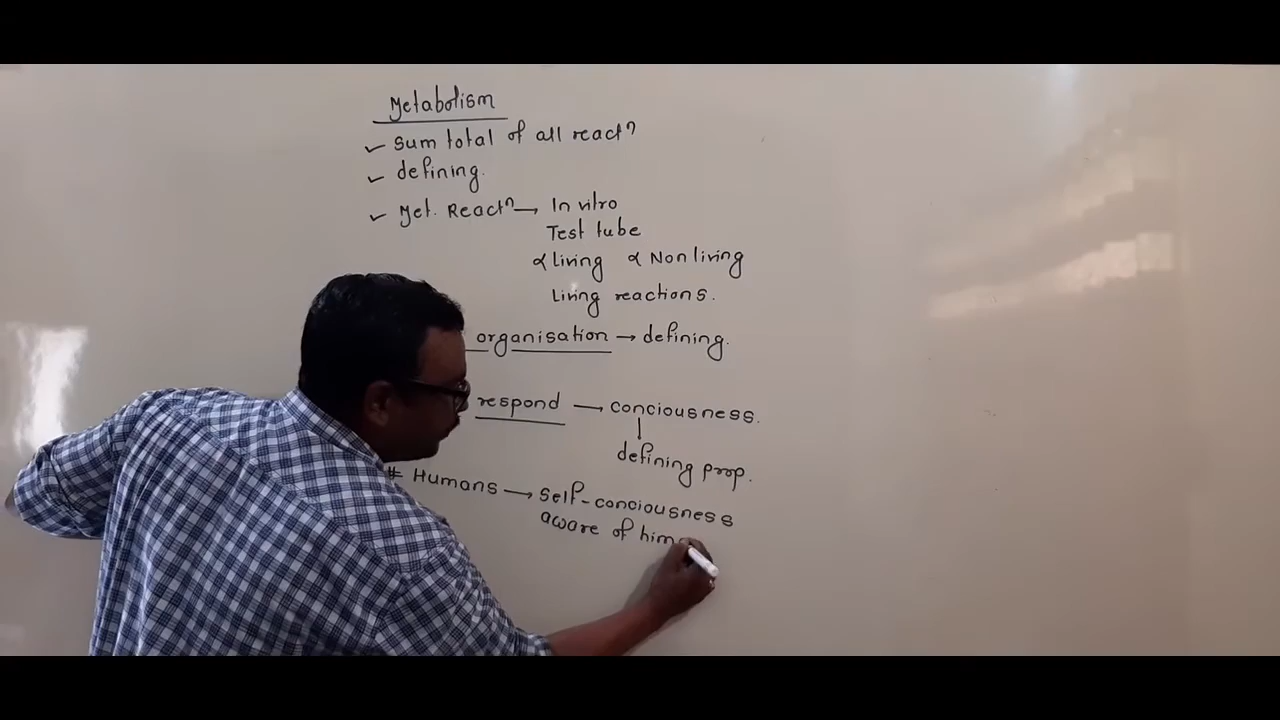 Metabolism
✓ Sum total of all reactⁿ
✓ defining.
✓ Met. Reactⁿ → In vitro
Test tube
∝ living ∝ Non living
Living reactions.
organisation → defining.
respond → conciousness.
defining prop.
# Humans → self-conciousness
aware of him